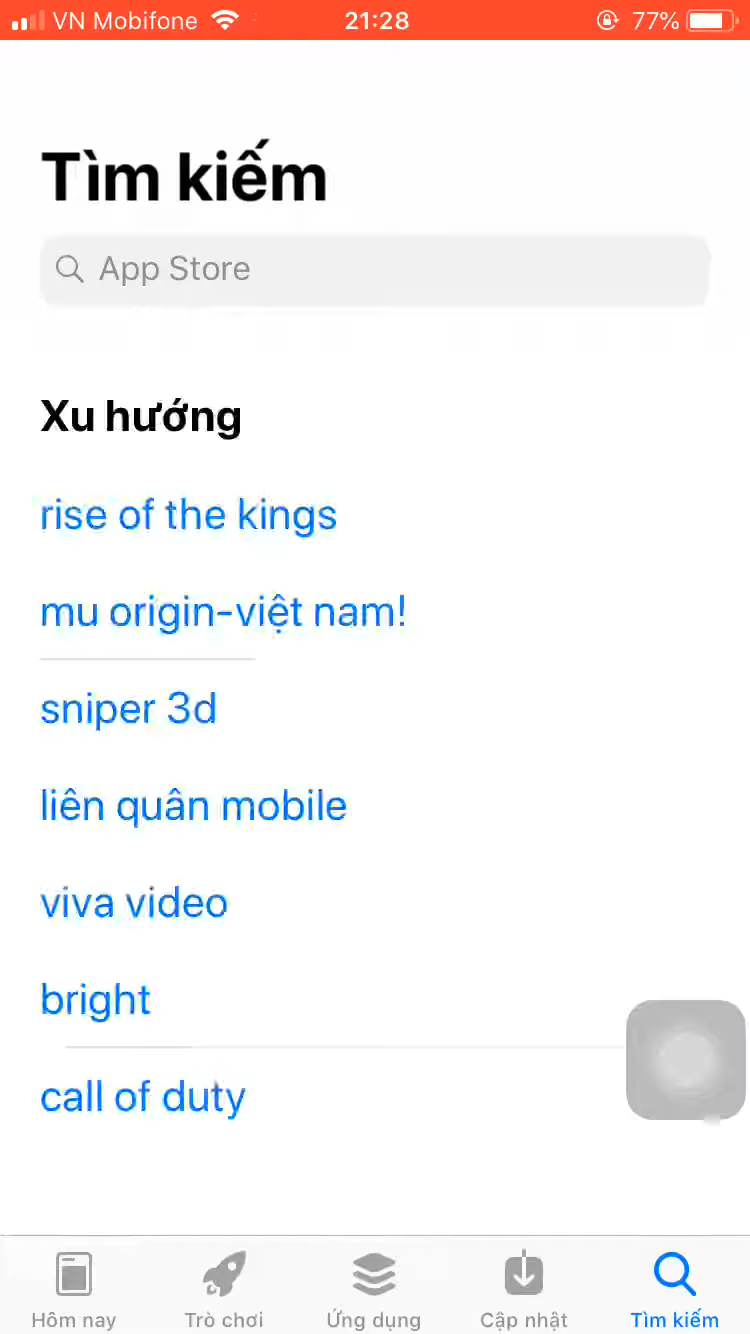 VN Mobifone 21:28 77%
Tìm kiếm
App Store
Xu hướng
rise of the kings
mu origin-việt nam!
sniper 3d
liên quân mobile
viva video
bright
call of duty
Hôm nay Trò chơi Ứng dụng Cập nhật Tìm kiếm